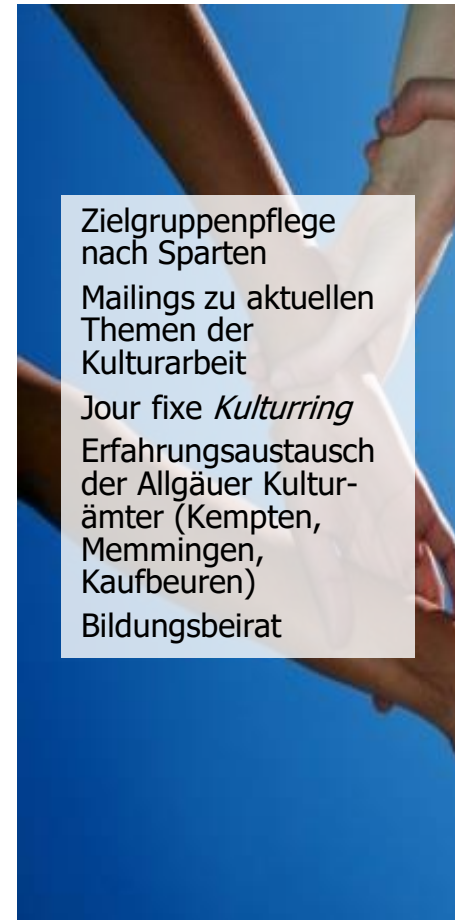 Zielgruppenpflege
nach Sparten
Mailings zu aktuellen
Themen der
Kulturarbeit
Jour fixe Kulturring
Erfahrungsaustausch
der Allgäuer Kultur-
ämter (Kempten,
Memmingen,
Kaufbeuren)
Bildungsbeirat